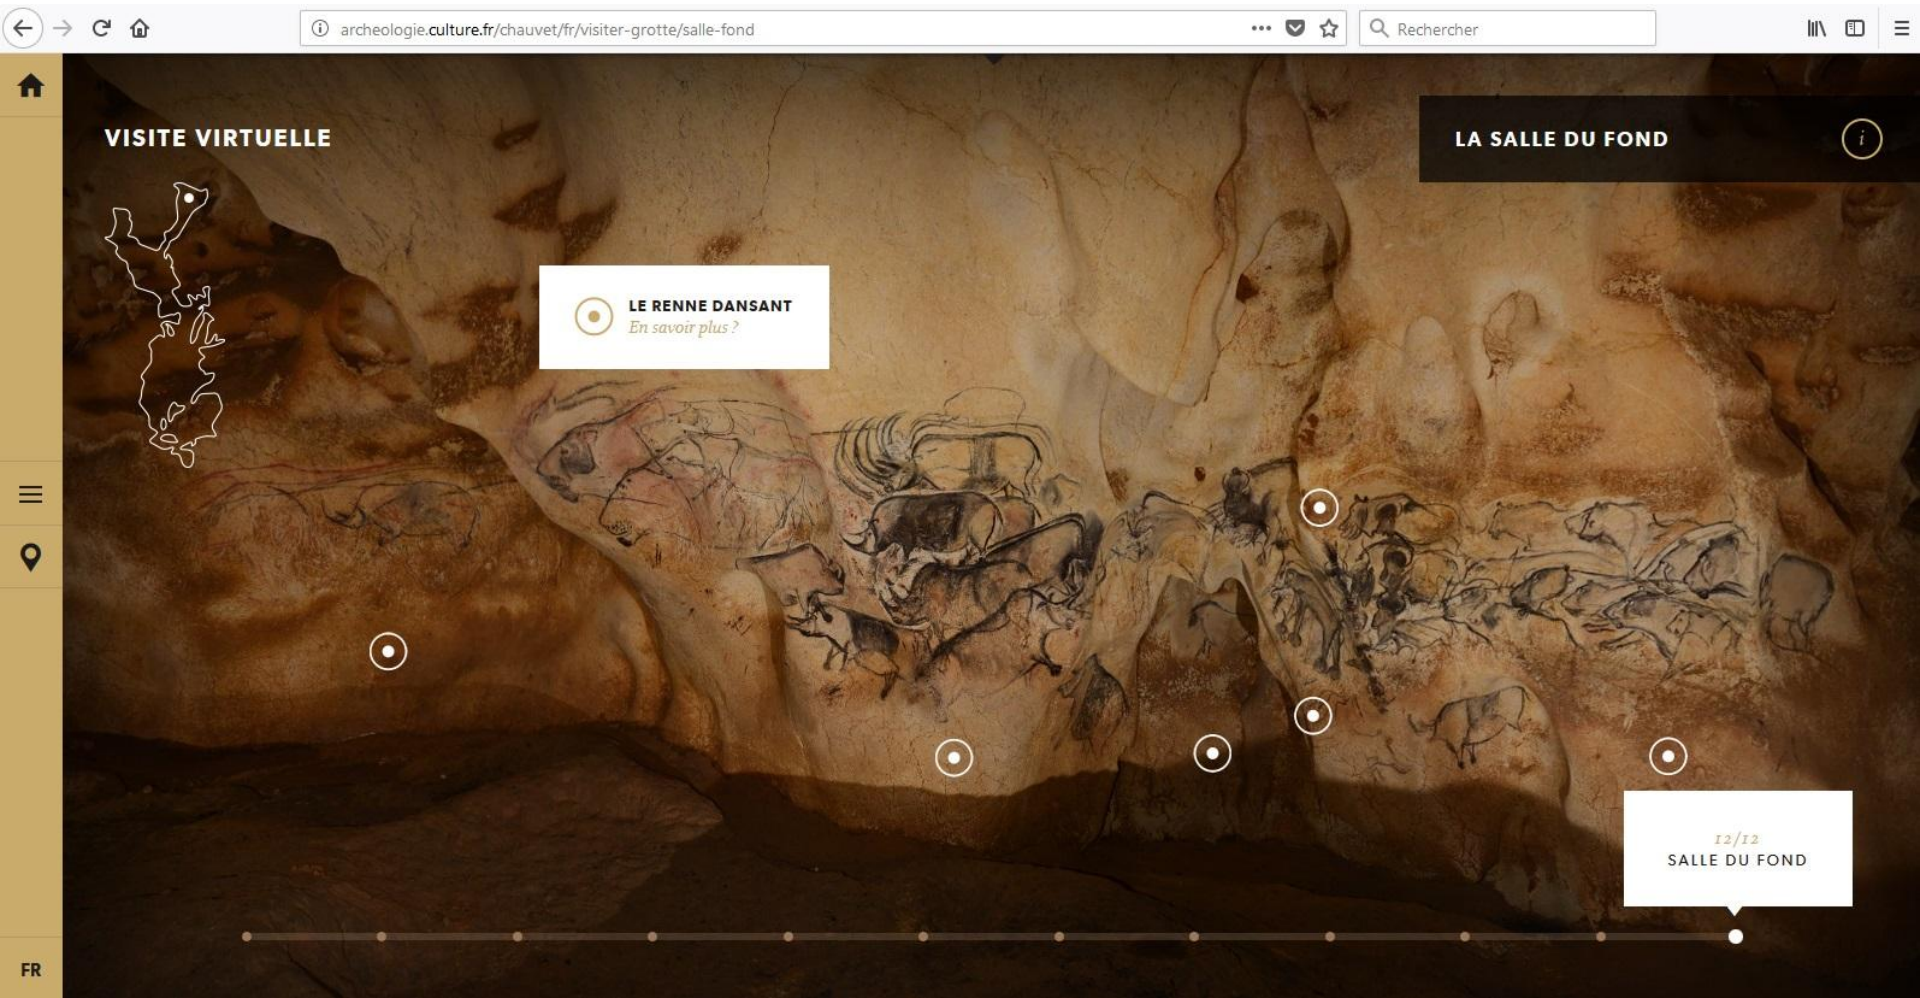 archeologie.culture.fr/chauvet/fr/visiter-grotte/salle-fond
Rechercher
VISITE VIRTUELLE
LA SALLE DU FOND
i
LE RENNE DANSANT
En savoir plus ?
12/12
SALLE DU FOND
FR